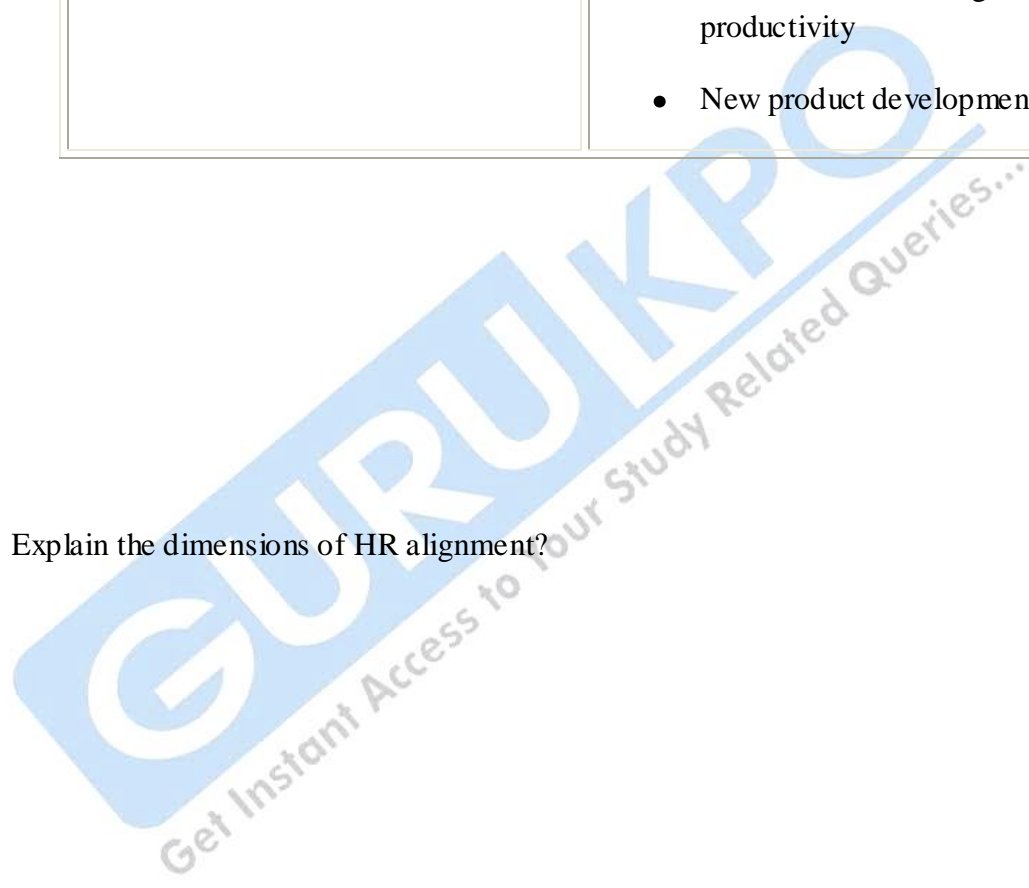 productivity
• New product developmen
Explain the dimensions of HR alignment?
GURUKPO
Get Instant Access to Your Study Related Queries...